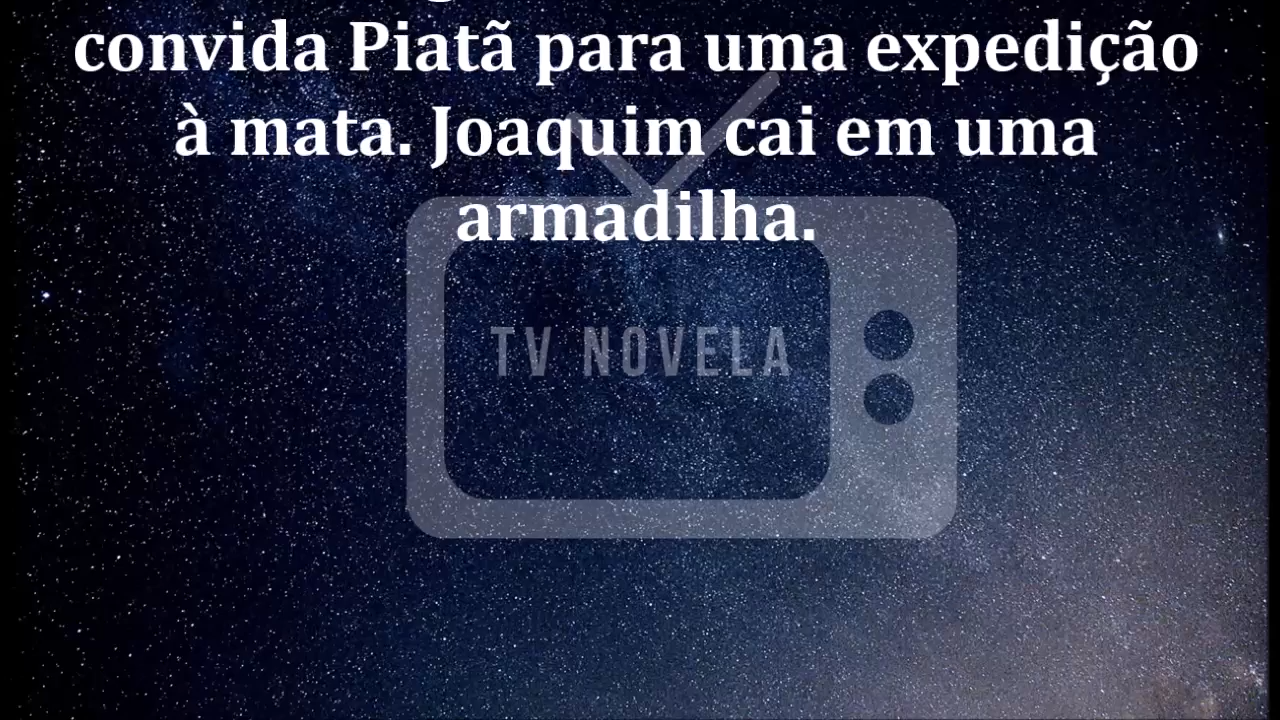 convida Piatã para uma expedição
à mata. Joaquim cai em uma
armadilha.
TV NOVELA